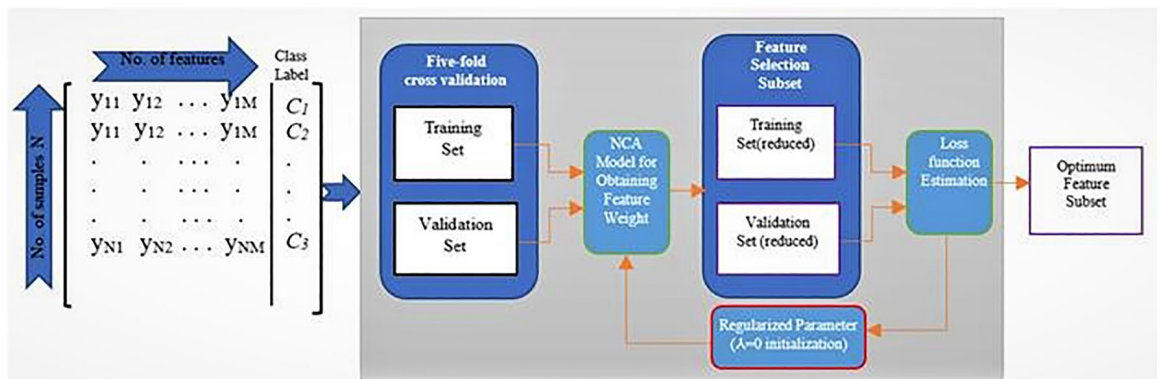 No. of features
Class
Label
No. of samples N
y11 y12 ... y1M C1
y11 y12 ... y1M C2
. . ... . .
. . ... . .
. . ... . .
yN1 yN2 ... yNM C3
Five-fold
cross validation
Training
Set
Validation
Set
NCA
Model for
Obtaining
Feature
Weight
Feature
Selection
Subset
Training
Set(reduced)
Validation
Set (reduced)
Loss
function
Estimation
Optimum
Feature
Subset
Regularized Parameter
(λ=0 initialization)